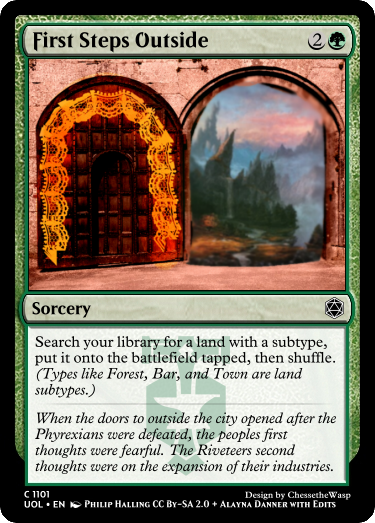 First Steps Outside 2
Sorcery
Search your library for a land with a subtype,
put it onto the battlefield tapped, then shuffle.
(Types like Forest, Bar, and Town are land
subtypes.)
When the doors to outside the city opened after the
Phyrexians were defeated, the peoples first
thoughts were fearful. The Riveteers second
thoughts were on the expansion of their industries.
C 1101
Design by ChessetheWasp
UOL • EN Philip Halling CC By-SA 2.0 + Alayna Danner with Edits